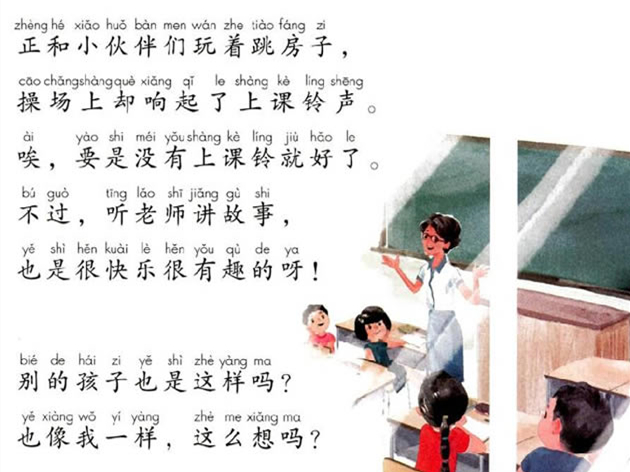 zhèng hé xiǎo huǒ bàn men wán zhe tiào fáng zi
正和小伙伴们玩着跳房子，
cāo chǎng shàng què xiǎng qǐ le shàng kè líng shēng
操场上却响起了上课铃声。
ài yào shi méi yǒu shàng kè líng jiù hǎo le
唉，要是没有上课铃就好了。
bú guò tīng lǎo shī jiǎng gù shi
不过，听老师讲故事，
yě shì hěn kuài lè hěn yǒu qù de ya
也是很快乐很有趣的呀！
bié de hái zi yě shì zhè yàng ma
别的孩子也是这样吗？
yě xiàng wǒ yí yàng zhè me xiǎng ma
也像我一样，这么想吗？